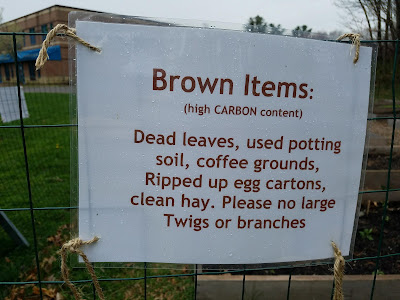 Brown Items:
(high CARBON content)
Dead leaves, used potting
soil, coffee grounds,
Ripped up egg cartons,
clean hay. Please no large
Twigs or branches